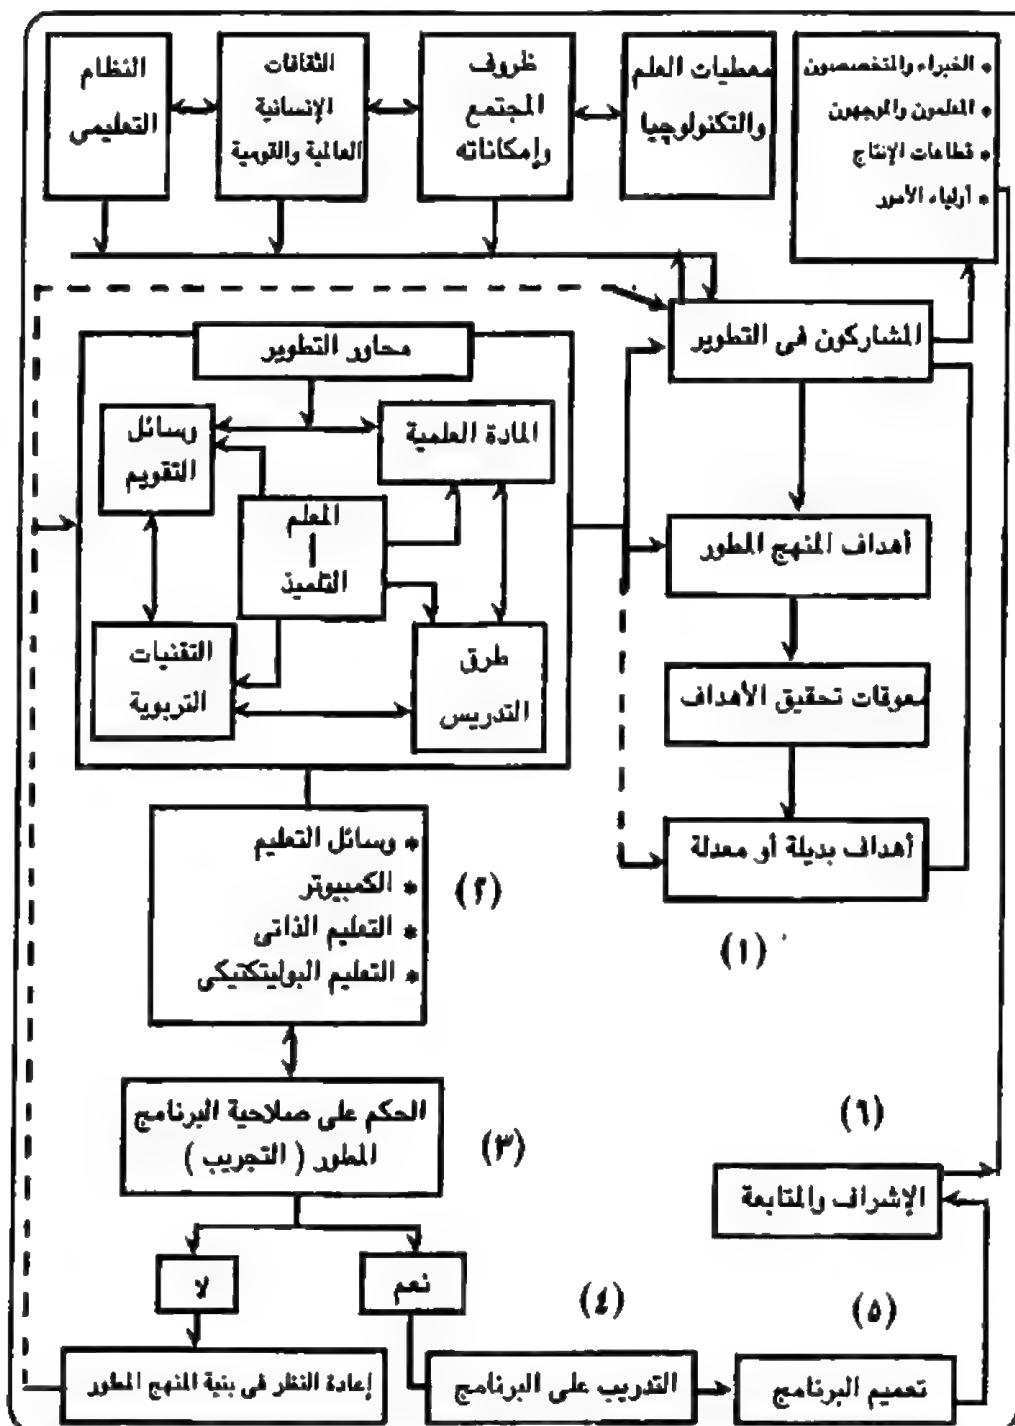 * الخبراء والمتخصصون
* المعلمون والموجهون
* قطاعات الإنتاج
* أولياء الأمور
معطيات العلم
والتكنولوچيا
ظروف
المجتمع
وإمكاناته
الثقافات
الإنسانية
العالمية والقومية
النظام
التعليمى
المشاركون فى التطوير
أهداف المنهج المطور
معوقات تحقيق الأهداف
أهداف بديلة أو معدلة
(١)
محاور التطوير
المادة العلمية
وسائل
التقويم
المعلم
التلميذ
طرق
التدريس
التقنيات
التربوية
* وسائل التعليم
* الكمبيوتر
* التعليم الذاتى
* التعليم البوليتكنيكى
(٢)
الحكم على صلاحية البرنامج
المطور ( التجريب )
(٣)
نعم
لا
إعادة النظر فى بنية المنهج المطور
(٤)
التدريب على البرنامج
(٥)
تعميم البرنامج
(٦)
الإشراف والمتابعة